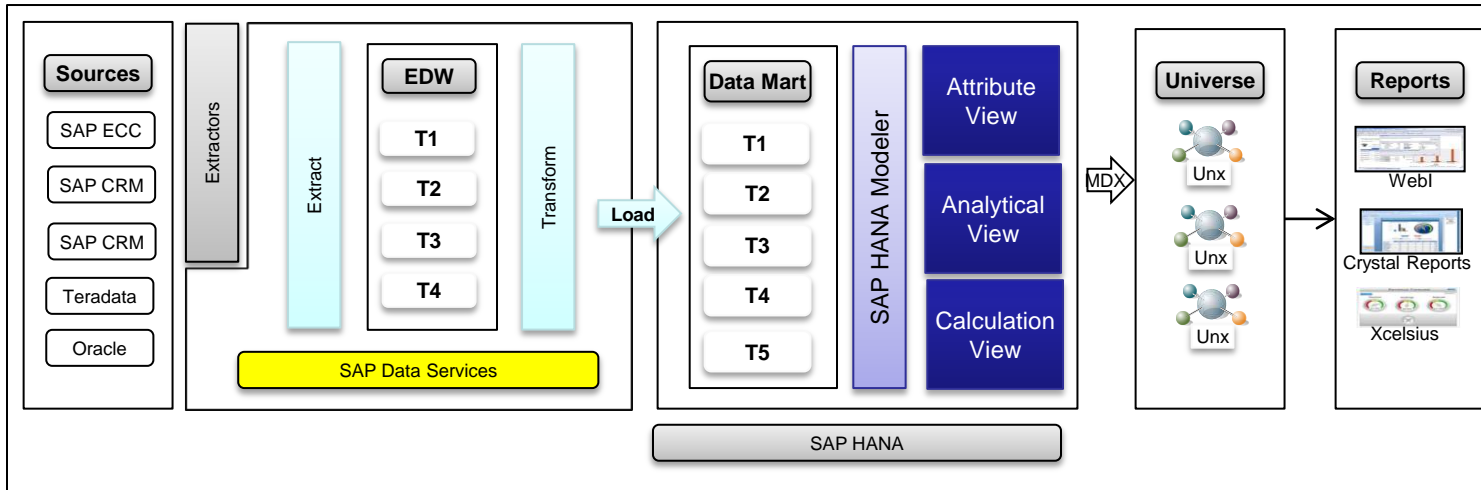 Sources
SAP ECC
SAP CRM
SAP CRM
Teradata
Oracle
Extractors
Extract
EDW
T1
T2
T3
T4
Transform
SAP Data Services
Load
Data Mart
T1
T2
T3
T4
T5
SAP HANA Modeler
Attribute
View
Analytical
View
Calculation
View
SAP HANA
MDX
Universe
Unx
Unx
Unx
Reports
WebI
Crystal Reports
Xcelsius